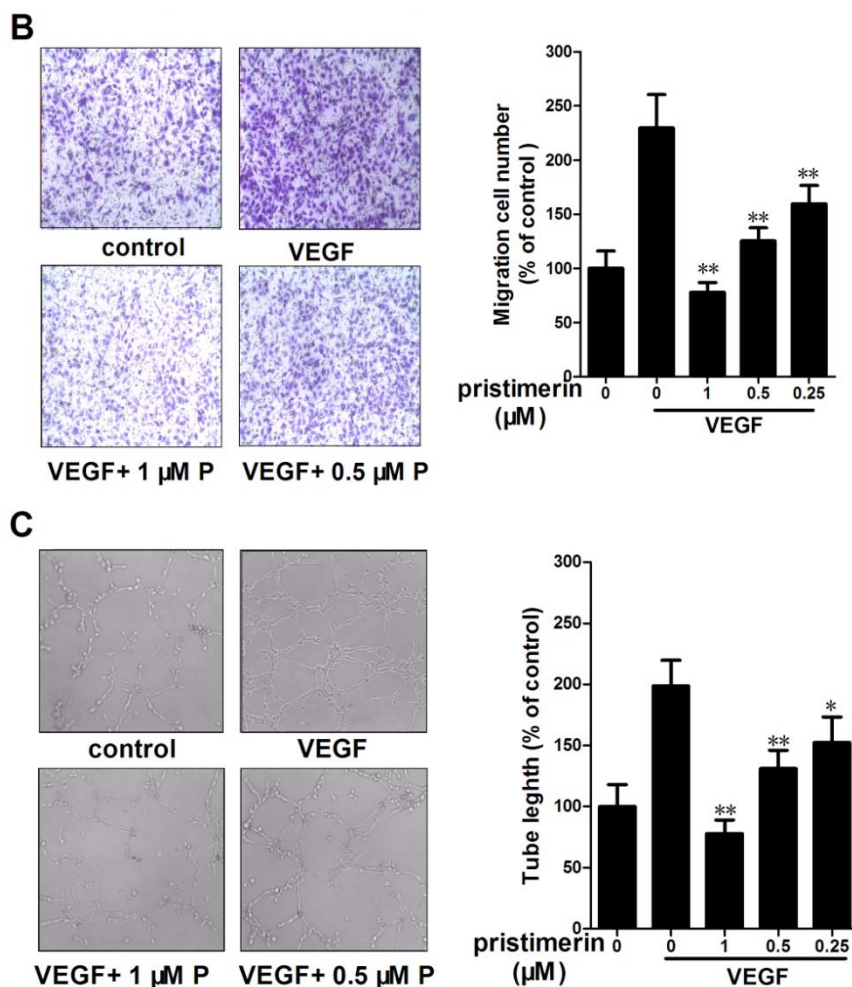 B
control
VEGF
VEGF+ 1 µM P
VEGF+ 0.5 µM P
Migration cell number
(% of control )
300
250
200
150
100
50
0
**
**
**
pristimerin
(µM)
0
0
1
0.5
0.25
VEGF
C
control
VEGF
VEGF+ 1 µM P
VEGF+ 0.5 µM P
Tube leghth (% of control)
300
250
200
150
100
50
0
**
**
*
pristimerin
(µM)
0
0
1
0.5
0.25
VEGF